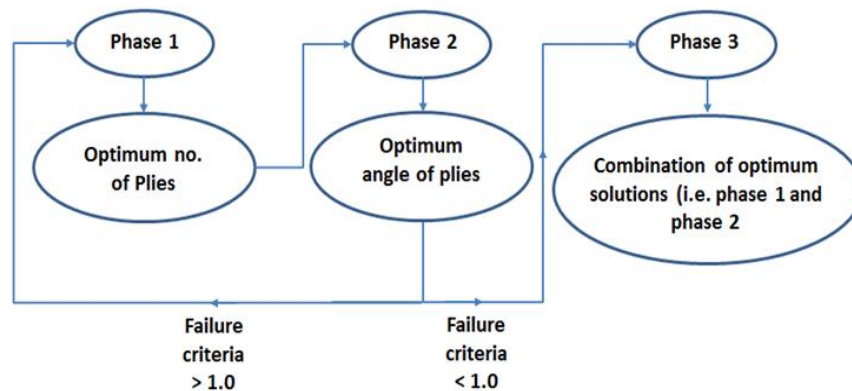 Phase 1
Optimum no.
of Plies
Phase 2
Optimum
angle of plies
Phase 3
Combination of optimum
solutions (i.e. phase 1 and
phase 2
Failure
criteria
> 1.0
Failure
criteria
< 1.0